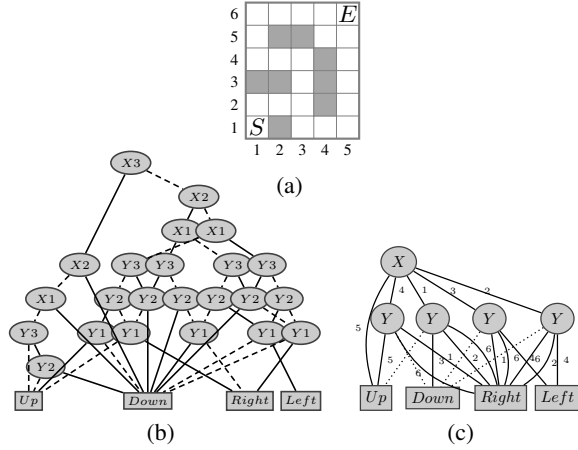 6 E
5
4
3
2
1 S
1 2 3 4 5
(a)
X3
X2
X1 X1
X2 Y3 Y3 Y3 Y3
X1 Y2 Y2 Y2 Y2 Y2 Y2
Y3 Y1 Y1 Y1 Y1 Y1
Y2
Up Down Right Left
(b)
X
4 1 3 2
5
Y Y Y Y
5 6 3 1 2 6 1 6 4 6 2 4
Up Down Right Left
(c)